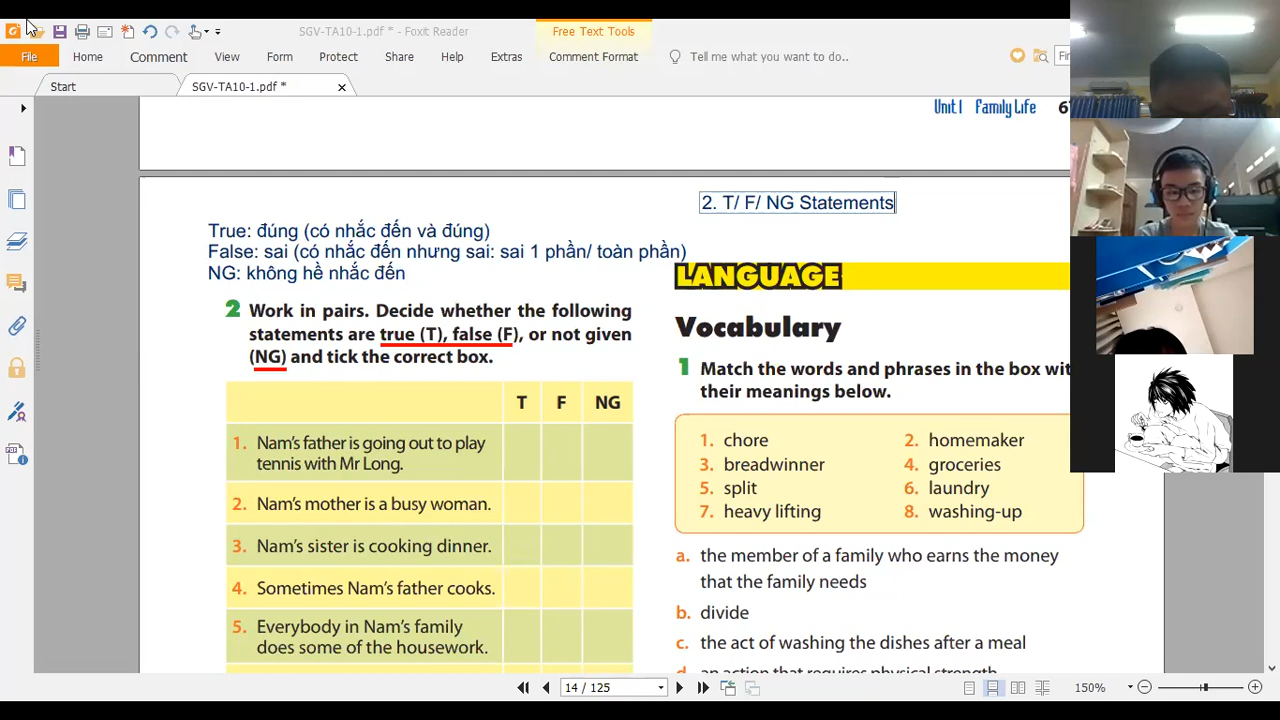 SGV-TA10-1.pdf * - Foxit Reader
Free Text Tools
File
Home
Comment
View
Form
Protect
Share
Help
Extras
Comment Format
Tell me what you want to do..
Start
SGV-TA10-1.pdf *
Unit 1 Family Life
2. T/ F/ NG Statements
True: đúng (có nhắc đến và đúng)
False: sai (có nhắc đến nhưng sai: sai 1 phần/ toàn phần)
NG: không hề nhắc đến
2 Work in pairs. Decide whether the following
statements are true (T), false (F), or not given
(NG) and tick the correct box.
T F NG
1. Nam's father is going out to play
tennis with Mr Long.
2. Nam's mother is a busy woman.
3. Nam's sister is cooking dinner.
4. Sometimes Nam's father cooks.
5. Everybody in Nam's family
does some of the housework.
LANGUAGE
Vocabulary
1 Match the words and phrases in the box
their meanings below.
1. chore 2. homemaker
3. breadwinner 4. groceries
5. split 6. laundry
7. heavy lifting 8. washing-up
a. the member of a family who earns the money
that the family needs
b. divide
c. the act of washing the dishes after a meal
d. an action that requires physical strength
14 / 125
150%